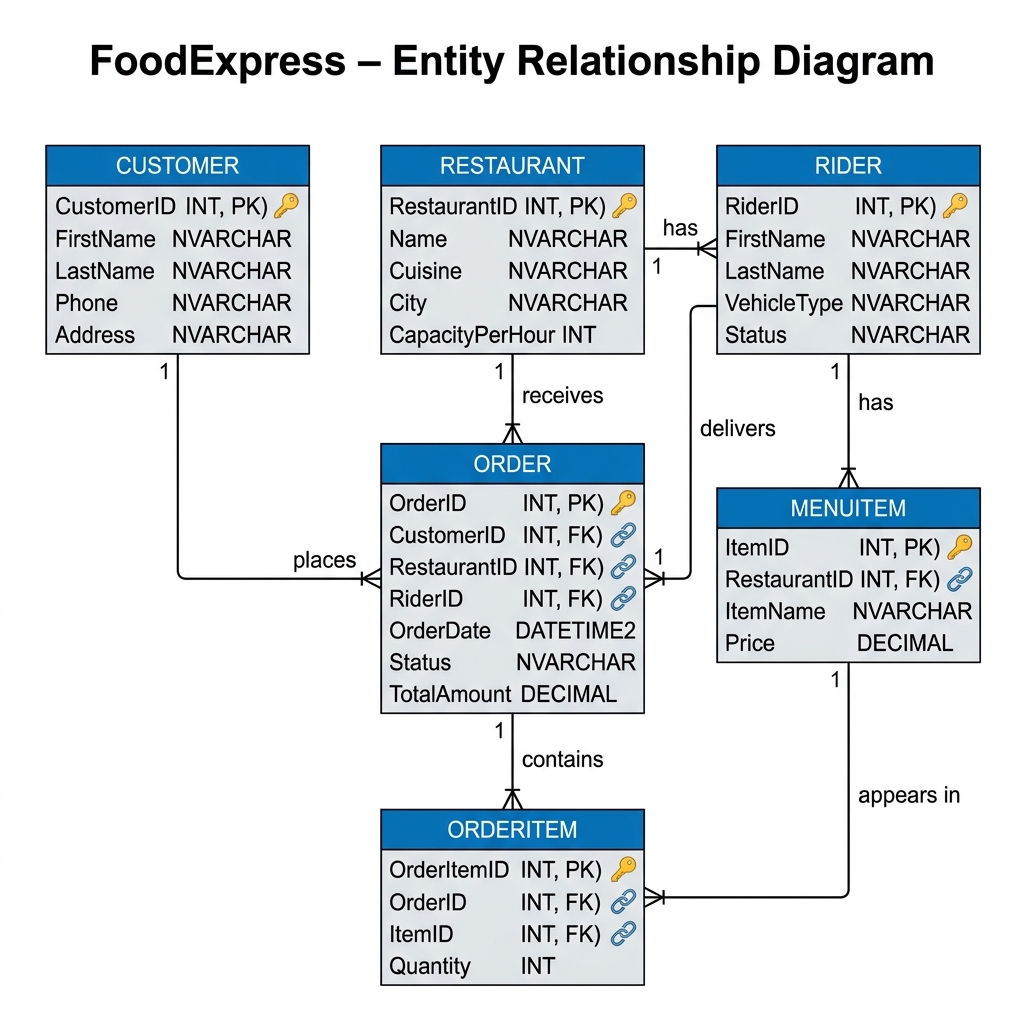 FoodExpress – Entity Relationship Diagram
CUSTOMER
CustomerID INT, PK)
FirstName NVARCHAR
LastName NVARCHAR
Phone NVARCHAR
Address NVARCHAR
1
places
RESTAURANT
RestaurantID INT, PK)
Name NVARCHAR
Cuisine NVARCHAR
City NVARCHAR
CapacityPerHour INT
has
1
1
receives
RIDER
RiderID INT, PK)
FirstName NVARCHAR
LastName NVARCHAR
VehicleType NVARCHAR
Status NVARCHAR
1
has
delivers
1
ORDER
OrderID INT, PK)
CustomerID INT, FK)
RestaurantID INT, FK)
RiderID INT, FK)
OrderDate DATETIME2
Status NVARCHAR
TotalAmount DECIMAL
1
contains
MENUITEM
ItemID INT, PK)
RestaurantID INT, FK)
ItemName NVARCHAR
Price DECIMAL
1
appears in
ORDERITEM
OrderItemID INT, PK)
OrderID INT, FK)
ItemID INT, FK)
Quantity INT